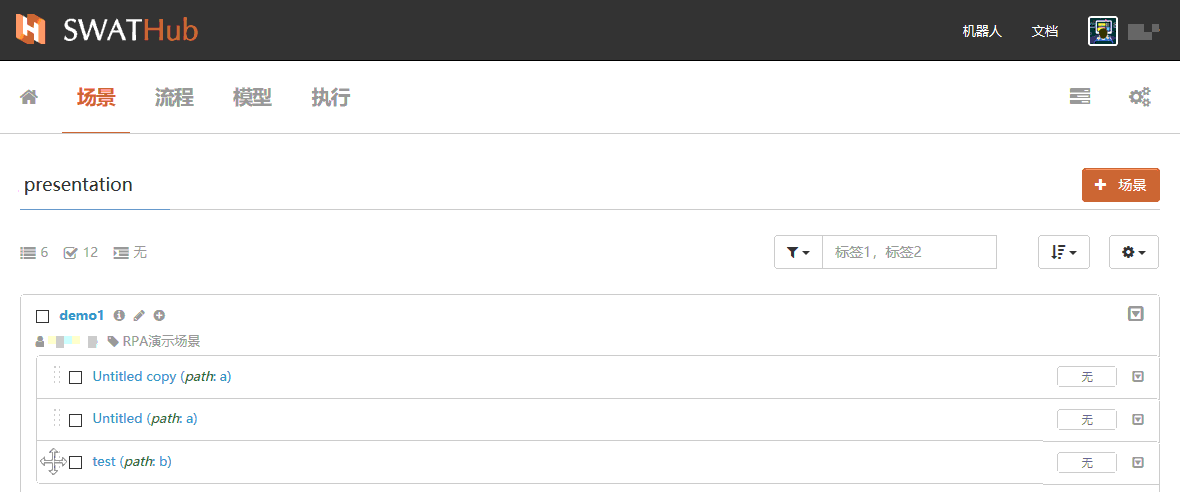 SWATHub 机器人 文档
场景 流程 模型 执行
presentation + 场景
6 12 无 标签1，标签2
demo1
RPA演示场景
Untitled copy (path: a) 无
Untitled (path: a) 无
test (path: b) 无